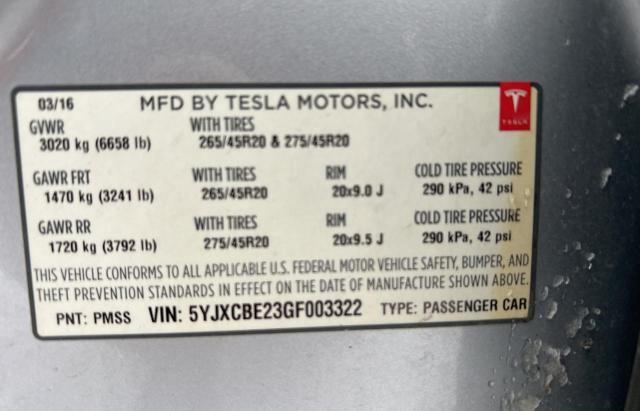 03/16 MFD BY TESLA MOTORS, INC.
TESLA
GVWR WITH TIRES
3020 kg (6658 lb) 265/45R20 & 275/45R20
GAWR FRT WITH TIRES RIM COLD TIRE PRESSURE
1470 kg (3241 lb) 265/45R20 20x9.0 J 290 kPa, 42 psi
GAWR RR WITH TIRES RIM COLD TIRE PRESSURE
1720 kg (3792 lb) 275/45R20 20x9.5 J 290 kPa, 42 psi
THIS VEHICLE CONFORMS TO ALL APPLICABLE U.S. FEDERAL MOTOR VEHICLE SAFETY, BUMPER, AND
THEFT PREVENTION STANDARDS IN EFFECT ON THE DATE OF MANUFACTURE SHOWN ABOVE.
PNT: PMSS VIN: 5YJXCBE23GF003322 TYPE: PASSENGER CAR